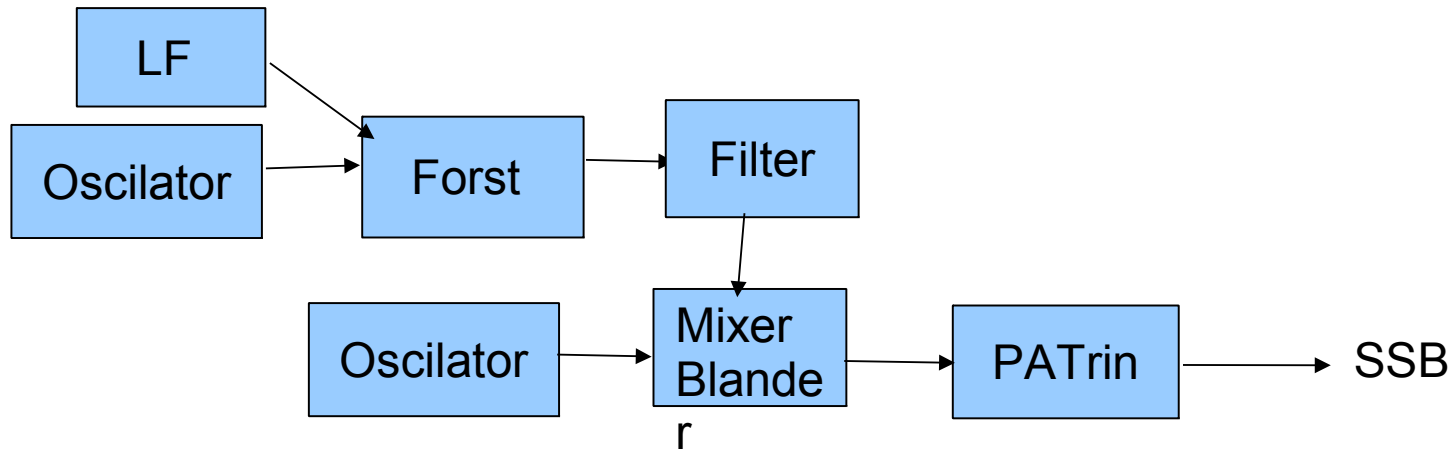 LF
Oscilator
Forst
Filter
Oscilator
Mixer
Blande
r
PATrin
SSB